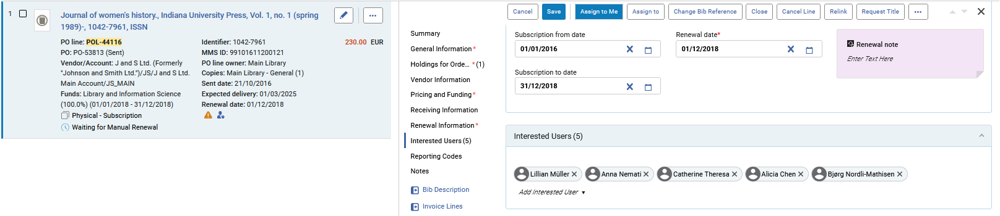 1
Journal of women's history., Indiana University Press, Vol. 1, no. 1 (spring
1989)-, 1042-7961, ISSN
PO line: POL-44116
PO: PO-53813 (Sent)
Vendor/Account: J and S Ltd. (Formerly
"Johnson and Smith Ltd.")/JS/J and S Ltd.
Main Account/JS_MAIN
Funds: Library and Information Science
(100.0%) (01/01/2018 - 31/12/2018)
Physical - Subscription
Waiting for Manual Renewal
Identifier: 1042-7961
MMS ID: 99101611200121
PO line owner: Main Library
Copies: Main Library - General (1)
Sent date: 21/10/2016
Expected delivery: 01/03/2025
Renewal date: 01/12/2018
230.00 EUR
Cancel
Save
Assign to Me
Assign to
Change Bib Reference
Close
Cancel Line
Relink
Request Title
Summary
General Information*
Holdings for Orde... * (1)
Vendor Information
Pricing and Funding*
Receiving Information
Renewal Information*
Interested Users (5)
Reporting Codes
Notes
Bib Description
Invoice Lines
Subscription from date
01/01/2016
Renewal date*
01/12/2018
Subscription to date
31/12/2018
Renewal note
Enter Text Here
Interested Users (5)
Lillian Müller
Anna Nemati
Catherine Theresa
Alicia Chen
Bjørg Nordli-Mathisen
Add Interested User